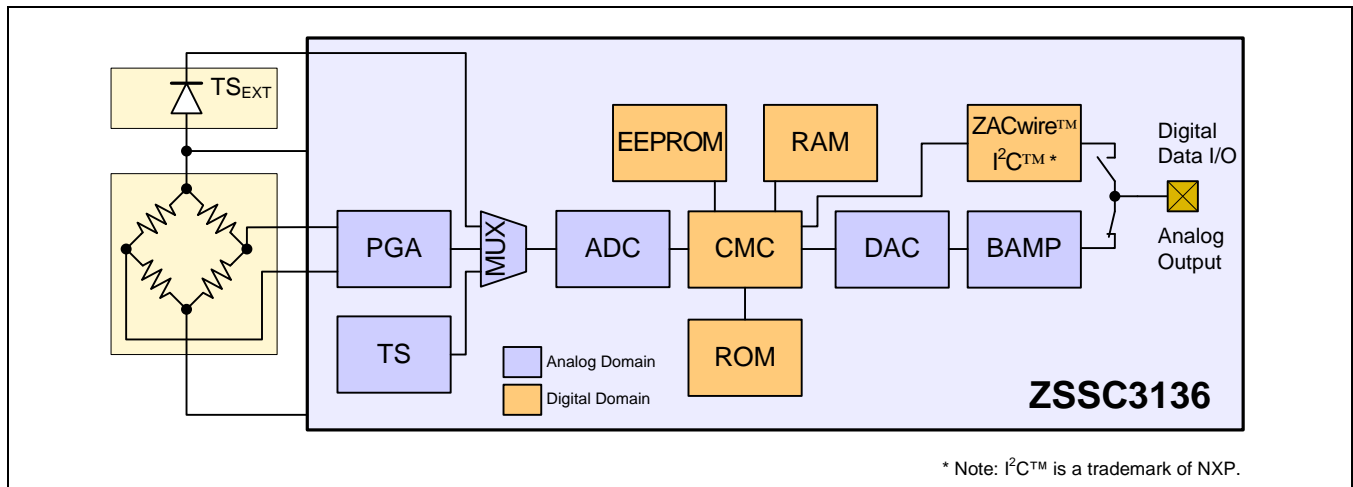 TSEXT
EEPROM
RAM
ZACwire™
I²C™ *
Digital
Data I/O
PGA
MUX
ADC
CMC
DAC
BAMP
Analog
Output
TS
ROM
Analog Domain
Digital Domain
ZSSC3136
* Note: I²C™ is a trademark of NXP.